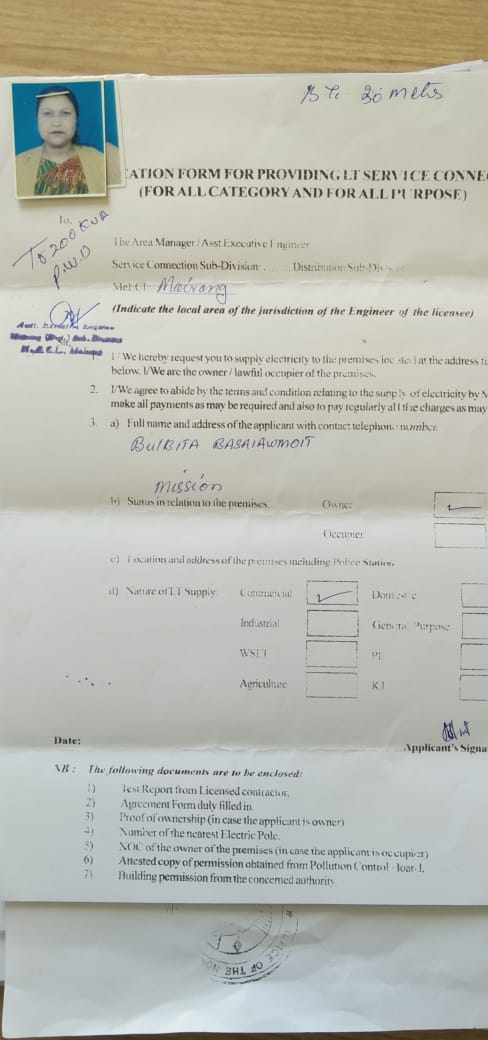 30 mets
CATION FORM FOR PROVIDING LT SERVICE CONNE
(FOR ALL CATEGORY AND FOR ALL PURPOSE)
To,
T6 200 KVA
P.W.D
The Area Manager / Asst Executive Engineer
Service Connection Sub-Division ....... Distribution Sub-Divis
MeECL Mairang
(Indicate the local area of the jurisdiction of the Engineer of the licensee)
I / We hereby request you to supply electricity to the premises located at the address fu
below. I/We are the owner / lawful occupier of the premises.
2. I/We agree to abide by the terms and condition relating to the supply of electricity by M
make all payments as may be required and also to pay regularly all the charges as may
3. a) Full name and address of the applicant with contact telephone number.
BulBITA BASAIAWMOIT
Mission
b) Status in relation to the premises. Owner
Occupier
c) Location and address of the premises including Police Station.
d) Nature of LT Supply: Commercial Domestic
Industrial General Purpose
WSLT PL
Agriculture KJ
Date:
Applicant's Signa
NB : The following documents are to be enclosed:
1) Test Report from Licensed contractor.
2) Agreement Form duly filled in.
3) Proof of ownership (in case the applicant is owner)
4) Number of the nearest Electric Pole.
5) NOC of the owner of the premises (in case the applicant is occupier)
6) Attested copy of permission obtained from Pollution Control Board.
7) Building permission from the concerned authority
OF THE